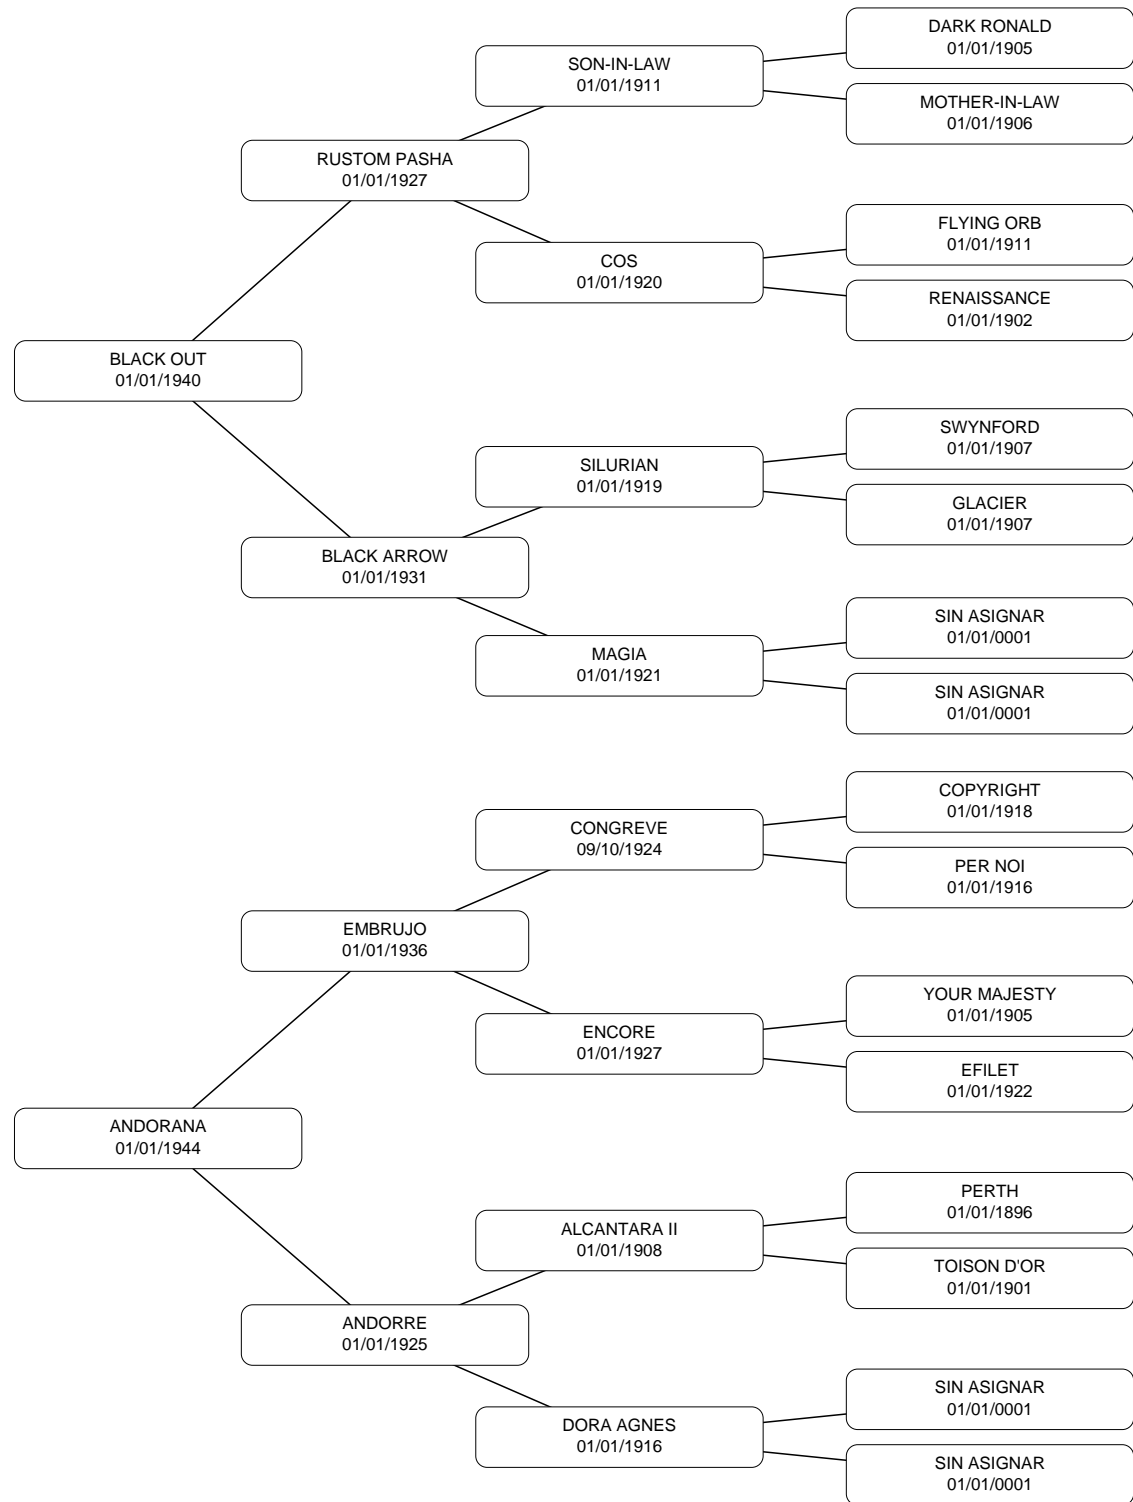 DARK RONALD
01/01/1905
SON-IN-LAW
01/01/1911
MOTHER-IN-LAW
01/01/1906
RUSTOM PASHA
01/01/1927
FLYING ORB
01/01/1911
COS
01/01/1920
RENAISSANCE
01/01/1902
BLACK OUT
01/01/1940
SWYNFORD
01/01/1907
SILURIAN
01/01/1919
GLACIER
01/01/1907
BLACK ARROW
01/01/1931
SIN ASIGNAR
01/01/0001
MAGIA
01/01/1921
SIN ASIGNAR
01/01/0001
COPYRIGHT
01/01/1918
CONGREVE
09/10/1924
PER NOI
01/01/1916
EMBRUJO
01/01/1936
YOUR MAJESTY
01/01/1905
ENCORE
01/01/1927
EFILET
01/01/1922
ANDORANA
01/01/1944
PERTH
01/01/1896
ALCANTARA II
01/01/1908
TOISON D'OR
01/01/1901
ANDORRE
01/01/1925
SIN ASIGNAR
01/01/0001
DORA AGNES
01/01/1916
SIN ASIGNAR
01/01/0001